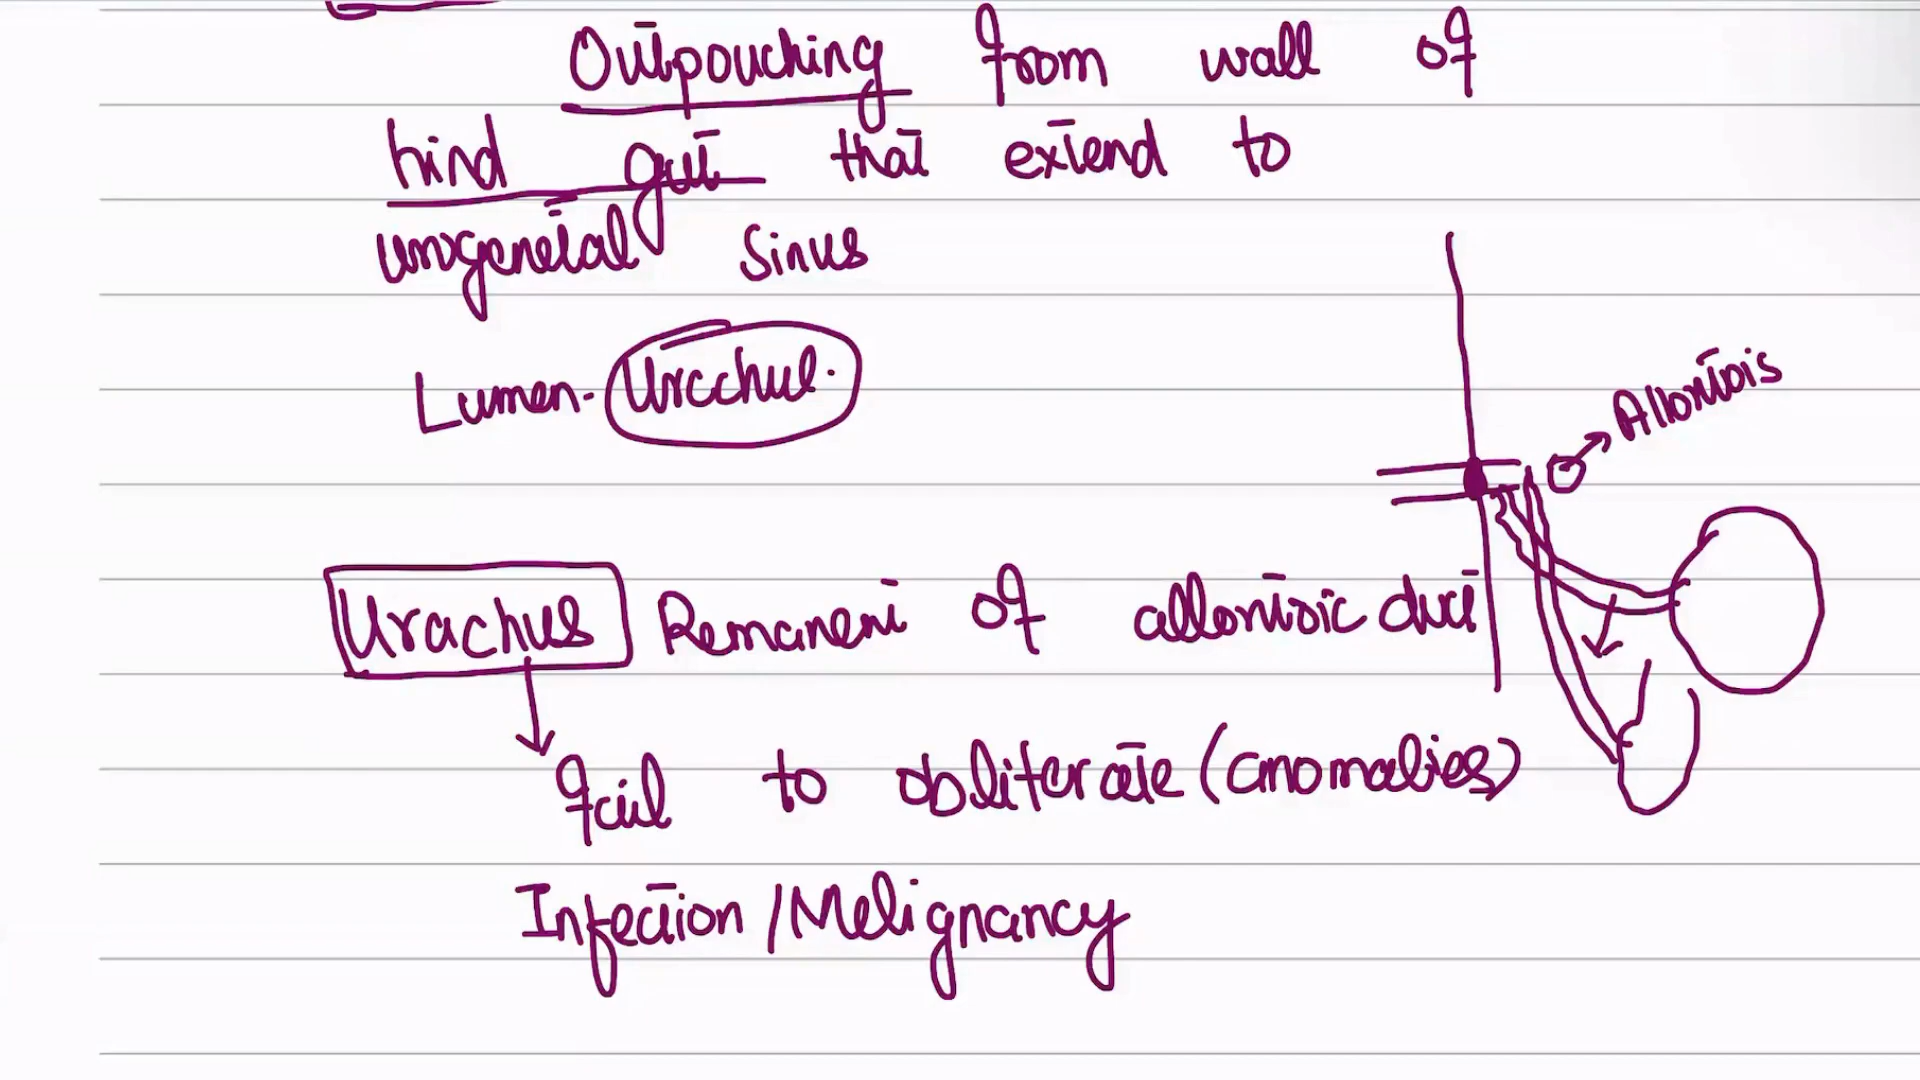 Outpouching from wall of
hind gut that extend to
urogenetal sinus
Lumen- Urachus.
Allantois
Urachus Remanent of allantoic duct
fail to obliterate (anomalies)
Infection / Malignancy